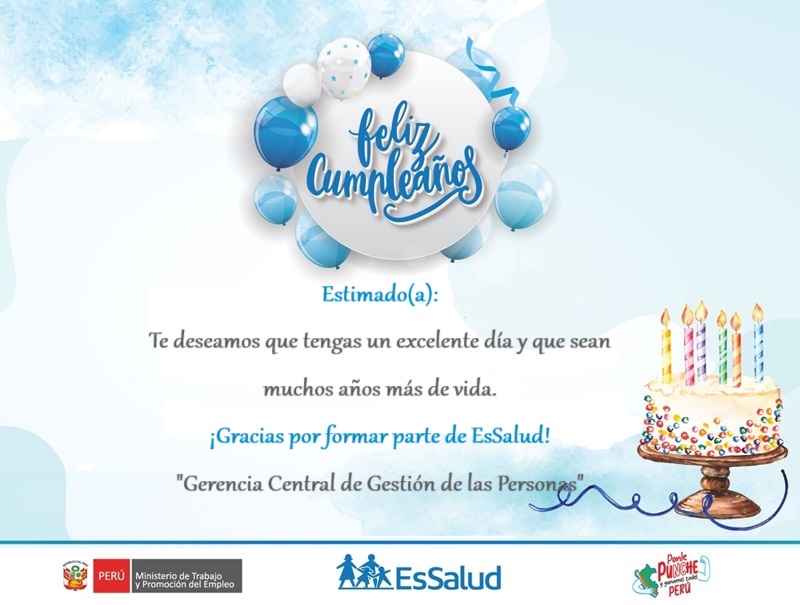 feliz
Cumpleaños
Estimado(a):
Te deseamos que tengas un excelente día y que sean
muchos años más de vida.
¡Gracias por formar parte de EsSalud!
"Gerencia Central de Gestión de las Personas"
PERÚ
Ministerio de Trabajo
y Promoción del Empleo
EsSalud
Ponle
PUNCHE
y ganamos todos
PERÚ